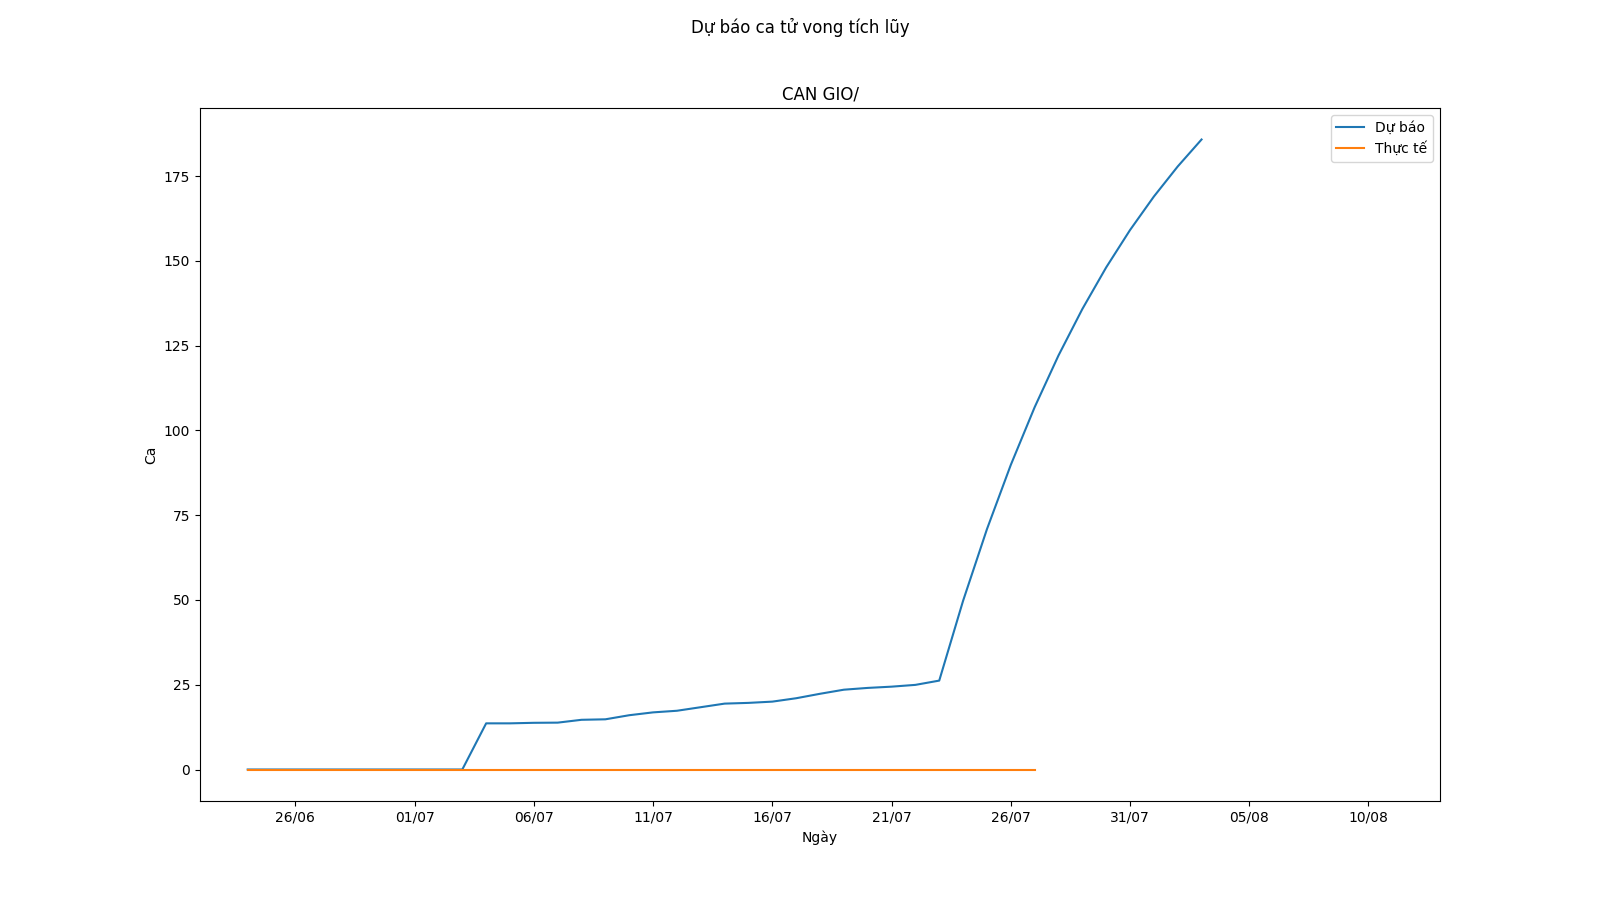 Dự báo ca tử vong tích lũy
CAN GIO/
Dự báo
Thực tế
175
150
125
100
75
50
25
0
Ca
26/06 01/07 06/07 11/07 16/07 21/07 26/07 31/07 05/08 10/08
Ngày